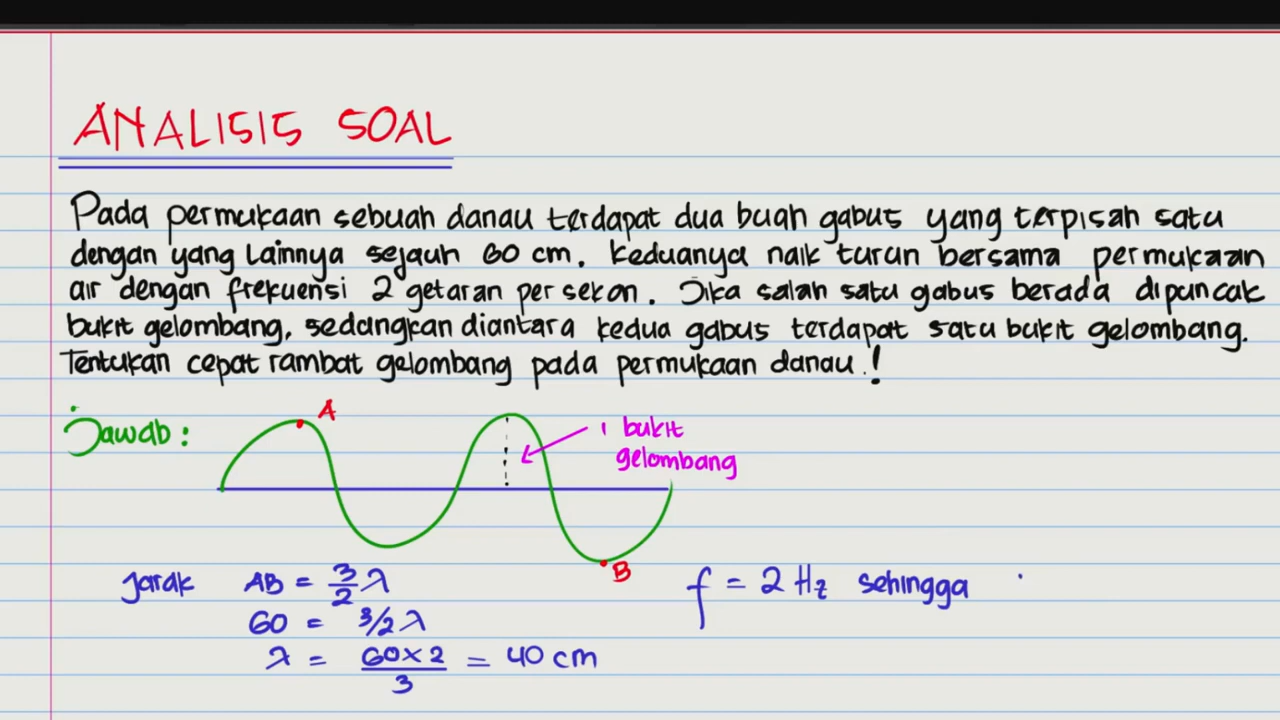 ANALISIS SOAL
Pada permukaan sebuah danau terdapat dua buah gabus yang terpisah satu
dengan yang lainnya sejauh 60 cm. Keduanya naik turun bersama permukaan
air dengan frekuensi 2 getaran per sekon. Jika salah satu gabus berada dipuncak
bukit gelombang, sedangkan diantara kedua gabus terdapat satu bukit gelombang.
Tentukan cepat rambat gelombang pada permukaan danau.!
Jawab:
A
1 bukit
gelombang
B
Jarak AB = 3/2 λ
60 = 3/2 λ
λ = 60 x 2 / 3 = 40 cm
f = 2 Hz sehingga